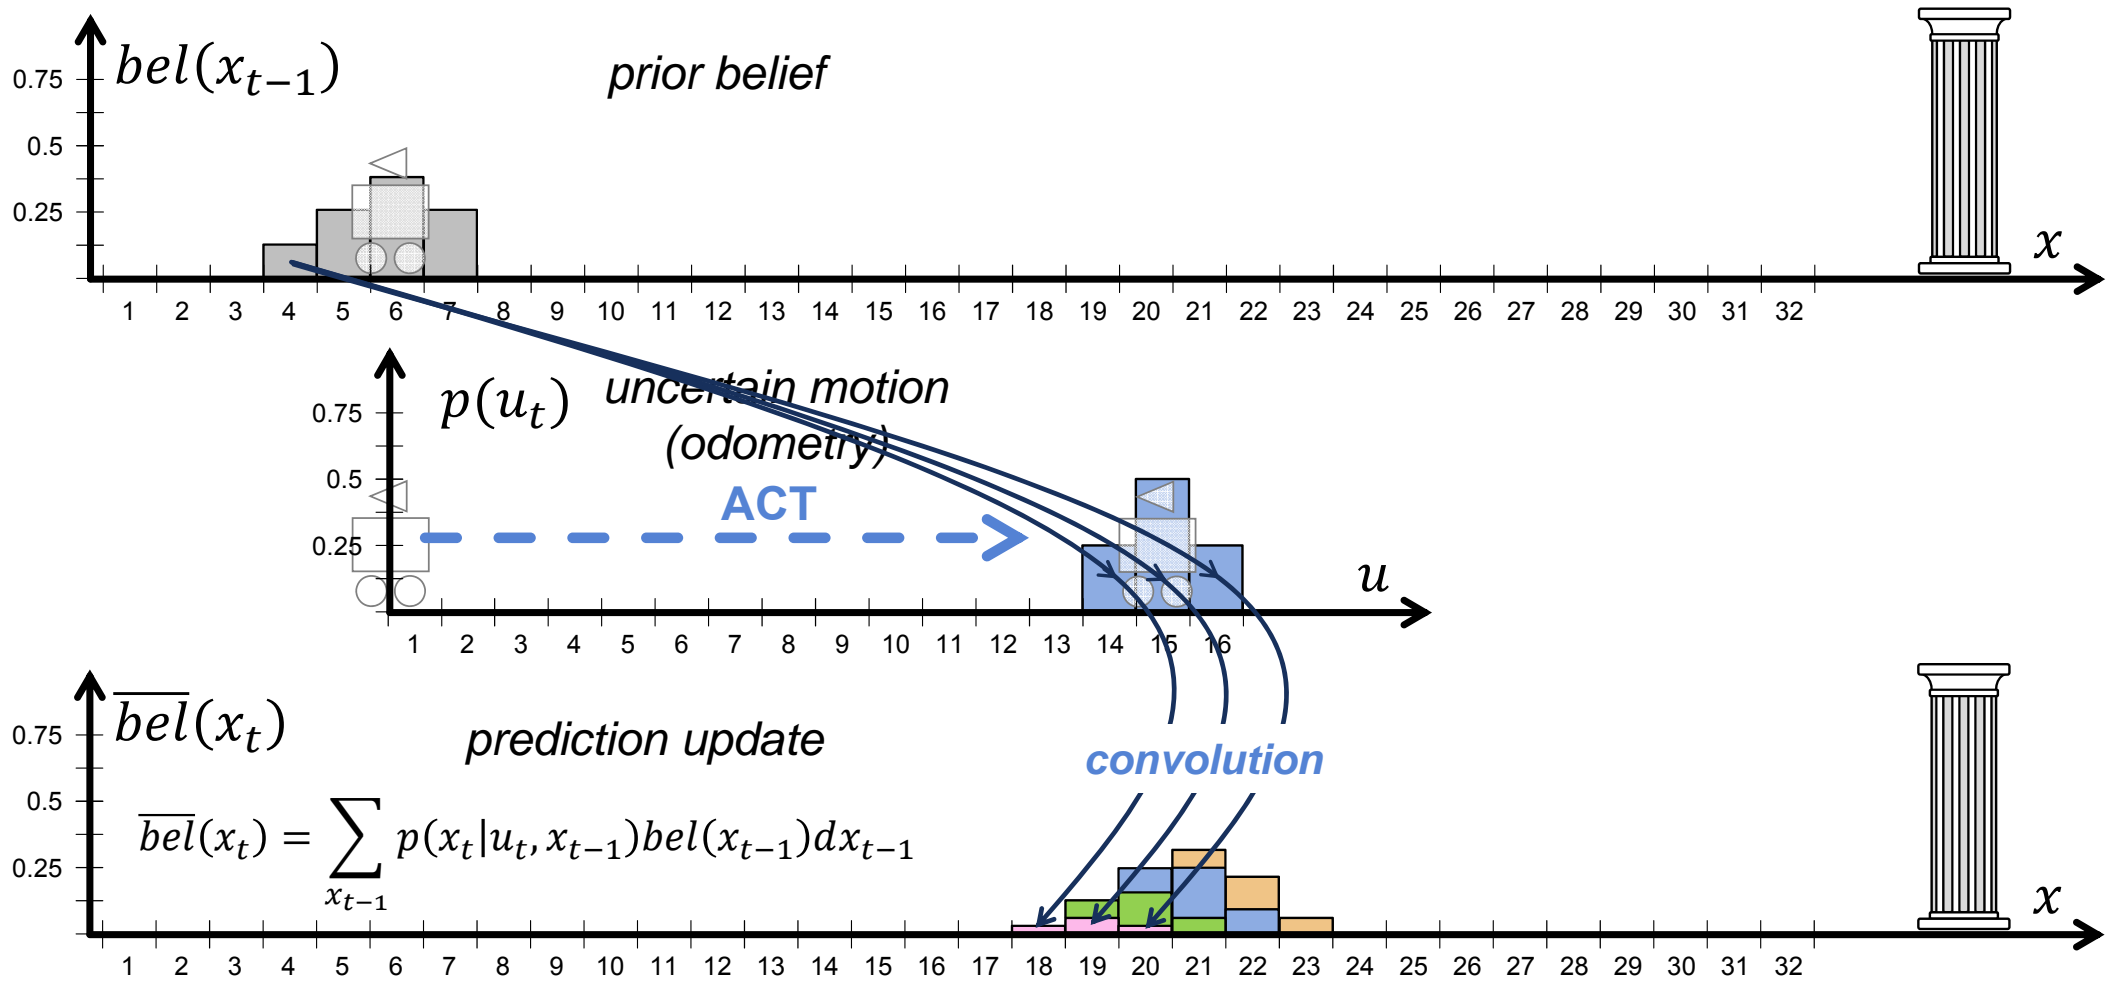 bel(x_{t−1})
prior belief
0.75
0.5
0.25
x
1 2 3 4 5 6 7 8 9 10 11 12 13 14 15 16 17 18 19 20 21 22 23 24 25 26 27 28 29 30 31 32
p(u_t)
uncertain motion
(odometry)
ACT
0.75
0.5
0.25
u
1 2 3 4 5 6 7 8 9 10 11 12 13 14 15 16
\overline{bel}(x_t)
prediction update
convolution
0.75
0.5
0.25
\overline{bel}(x_t) = ∑_{x_{t−1}} p(x_t|u_t, x_{t−1})bel(x_{t−1})dx_{t−1}
x
1 2 3 4 5 6 7 8 9 10 11 12 13 14 15 16 17 18 19 20 21 22 23 24 25 26 27 28 29 30 31 32